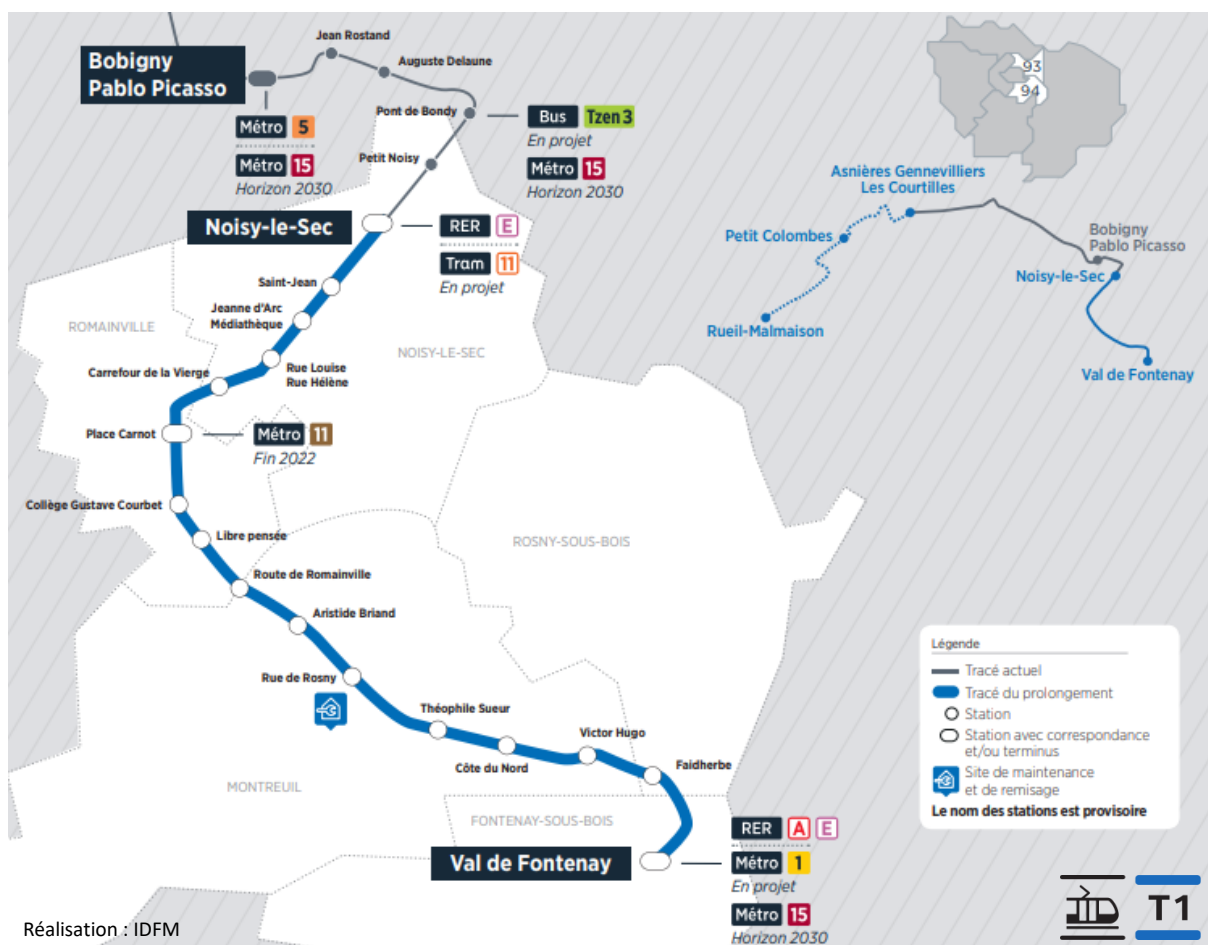 Jean Rostand
Bobigny
Pablo Picasso
Auguste Delaune
Pont de Bondy
Métro 5
Métro 15
Horizon 2030
Bus Tzen 3
En projet
Métro 15
Horizon 2030
Petit Noisy
Noisy-le-Sec
RER E
Tram 11
En projet
93
94
Asnières Gennevilliers
Les Courtilles
Petit Colombes
Bobigny
Pablo Picasso
Noisy-le-Sec
Rueil-Malmaison
Val de Fontenay
Saint-Jean
Jeanne d'Arc
Médiathèque
ROMAINVILLE
NOISY-LE-SEC
Rue Louise
Rue Hélène
Carrefour de la Vierge
Place Carnot
Métro 11
Fin 2022
Collège Gustave Courbet
Libre pensée
ROSNY-SOUS-BOIS
Route de Romainville
Aristide Briand
Rue de Rosny
Théophile Sueur
Côte du Nord
Victor Hugo
Faidherbe
MONTREUIL
FONTENAY-SOUS-BOIS
Val de Fontenay
RER A E
Métro 1
En projet
Métro 15
Horizon 2030
Légende
Tracé actuel
Tracé du prolongement
Station
Station avec correspondance
et/ou terminus
Site de maintenance
et de remisage
Le nom des stations est provisoire
T1
Réalisation : IDFM